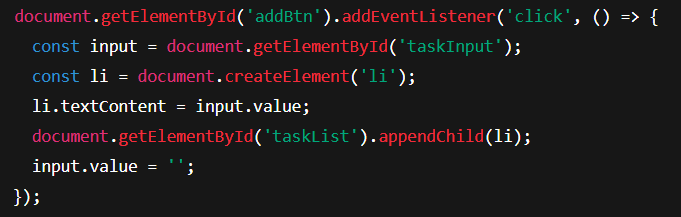 document.getElementById('addBtn').addEventListener('click', () => {
  const input = document.getElementById('taskInput');
  const li = document.createElement('li');
  li.textContent = input.value;
  document.getElementById('taskList').appendChild(li);
  input.value = '';
});